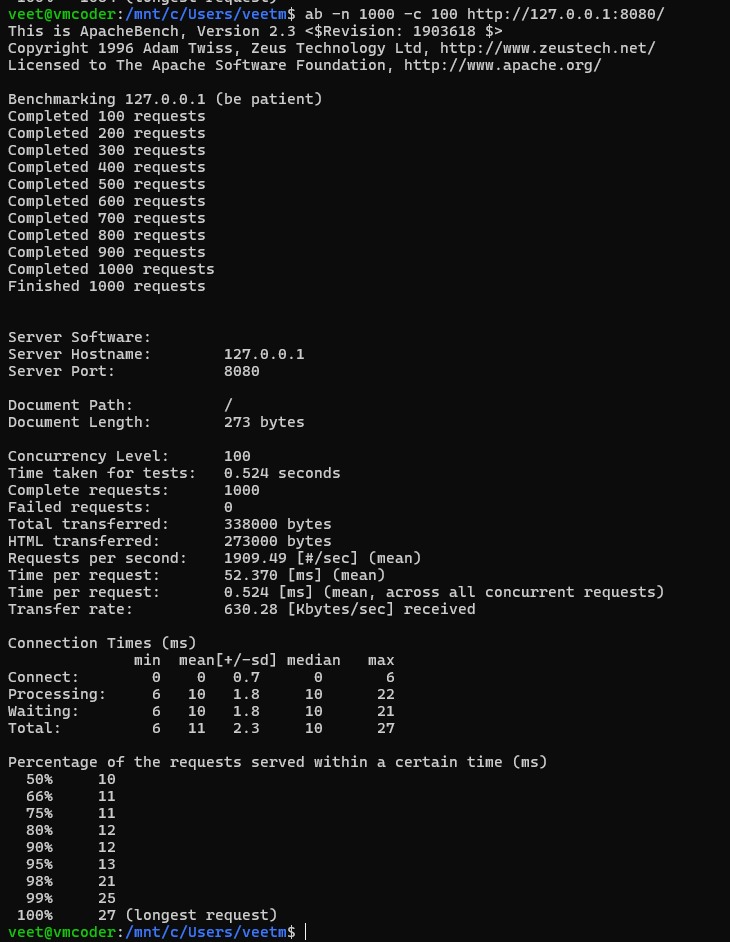 100%     1084 (longest request)
veet@vmcoder:/mnt/c/Users/veetm$ ab -n 1000 -c 100 http://127.0.0.1:8080/
This is ApacheBench, Version 2.3 <$Revision: 1903618 $>
Copyright 1996 Adam Twiss, Zeus Technology Ltd, http://www.zeustech.net/
Licensed to The Apache Software Foundation, http://www.apache.org/

Benchmarking 127.0.0.1 (be patient)
Completed 100 requests
Completed 200 requests
Completed 300 requests
Completed 400 requests
Completed 500 requests
Completed 600 requests
Completed 700 requests
Completed 800 requests
Completed 900 requests
Completed 1000 requests
Finished 1000 requests


Server Software:
Server Hostname:        127.0.0.1
Server Port:            8080

Document Path:          /
Document Length:        273 bytes

Concurrency Level:      100
Time taken for tests:   0.524 seconds
Complete requests:      1000
Failed requests:        0
Total transferred:      338000 bytes
HTML transferred:       273000 bytes
Requests per second:    1909.49 [#/sec] (mean)
Time per request:       52.370 [ms] (mean)
Time per request:       0.524 [ms] (mean, across all concurrent requests)
Transfer rate:          630.28 [Kbytes/sec] received

Connection Times (ms)
              min  mean[+/-sd] median   max
Connect:        0    0   0.7      0       6
Processing:     6   10   1.8     10      22
Waiting:        6   10   1.8     10      21
Total:          6   11   2.3     10      27

Percentage of the requests served within a certain time (ms)
  50%     10
  66%     11
  75%     11
  80%     12
  90%     12
  95%     13
  98%     21
  99%     25
 100%     27 (longest request)
veet@vmcoder:/mnt/c/Users/veetm$